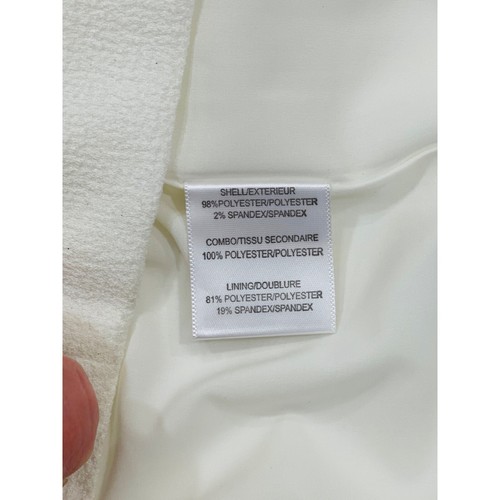 SHELL/EXTERIEUR
98%POLYESTER/POLYESTER
2% SPANDEX/SPANDEX
COMBO/TISSU SECONDAIRE
100% POLYESTER/POLYESTER
LINING/DOUBLURE
81% POLYESTER/POLYESTER
19% SPANDEX/SPANDEX